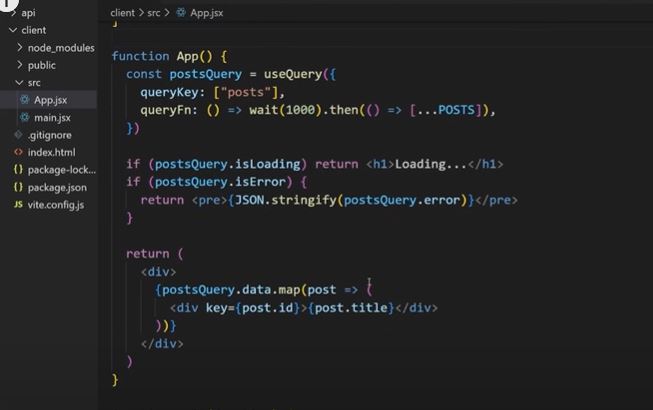 api
client
node_modules
public
src
App.jsx
main.jsx
.gitignore
index.html
package-lock...
package.json
JS vite.config.js
client > src > App.jsx
]
function App() {
const postsQuery = useQuery({
queryKey: ["posts"],
queryFn: () => wait(1000).then(() => [...POSTS]),
})
if (postsQuery.isLoading) return <h1>Loading...</h1>
if (postsQuery.isError) {
return <pre>{JSON.stringify(postsQuery.error)}</pre>
}
return (
<div>
{postsQuery.data.map(post => (
<div key={post.id}>{post.title}</div>
))}
</div>
)
}